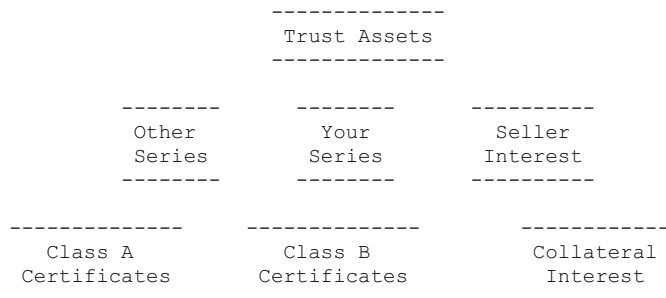 --------------
Trust Assets
--------------
-------- -------- ----------
Other Your Seller
Series Series Interest
-------- -------- ----------
-------------- -------------- ------------
Class A Class B Collateral
Certificates Certificates Interest